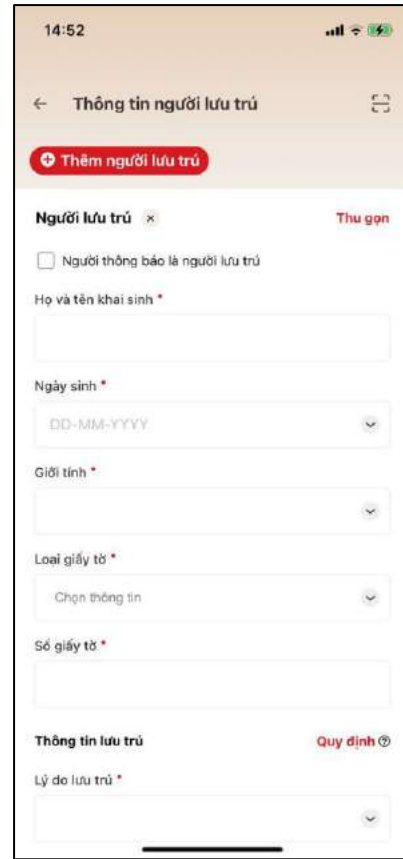 14:52
Thông tin người lưu trú
Thêm người lưu trú
Người lưu trú
Thu gọn
Người thông báo là người lưu trú
Họ và tên khai sinh *
Ngày sinh *
DD-MM-YYYY
Giới tính *
Loại giấy tờ *
Chọn thông tin
Số giấy tờ *
Thông tin lưu trú
Quy định
Lý do lưu trú *